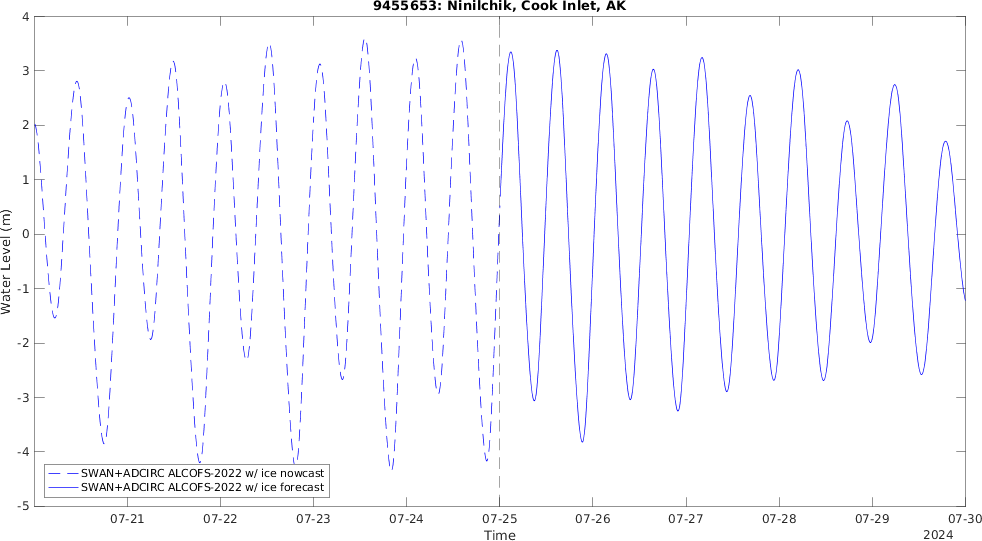 9455653: Ninilchik, Cook Inlet, AK
4
3
2
1
0
-1
-2
-3
-4
-5
Water Level (m)
SWAN+ADCIRC ALCOFS-2022 w/ ice nowcast
SWAN+ADCIRC ALCOFS-2022 w/ ice forecast
07-21 07-22 07-23 07-24 07-25 07-26 07-27 07-28 07-29 07-30
Time
2024